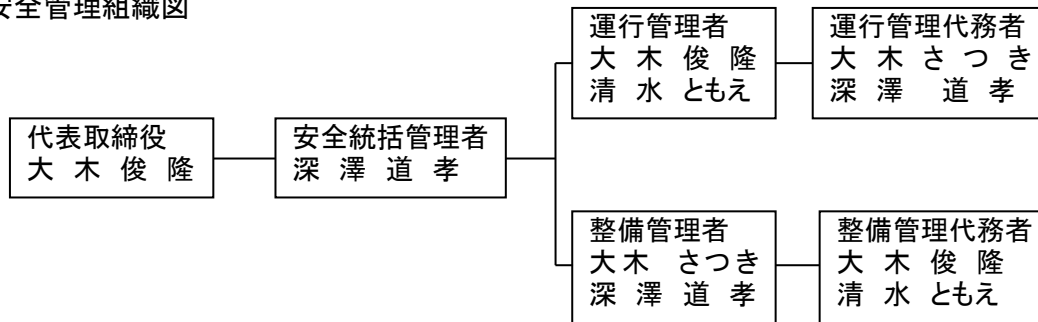 安全管理組織図
運行管理者
大 木 俊 隆
清 水 ともえ
運行管理代務者
大 木 さ つ き
深 澤 道 孝
代表取締役
大 木 俊 隆
安全統括管理者
深 澤 道 孝
整備管理者
大 木 さつき
深 澤 道 孝
整備管理代務者
大 木 俊 隆
清 水 ともえ